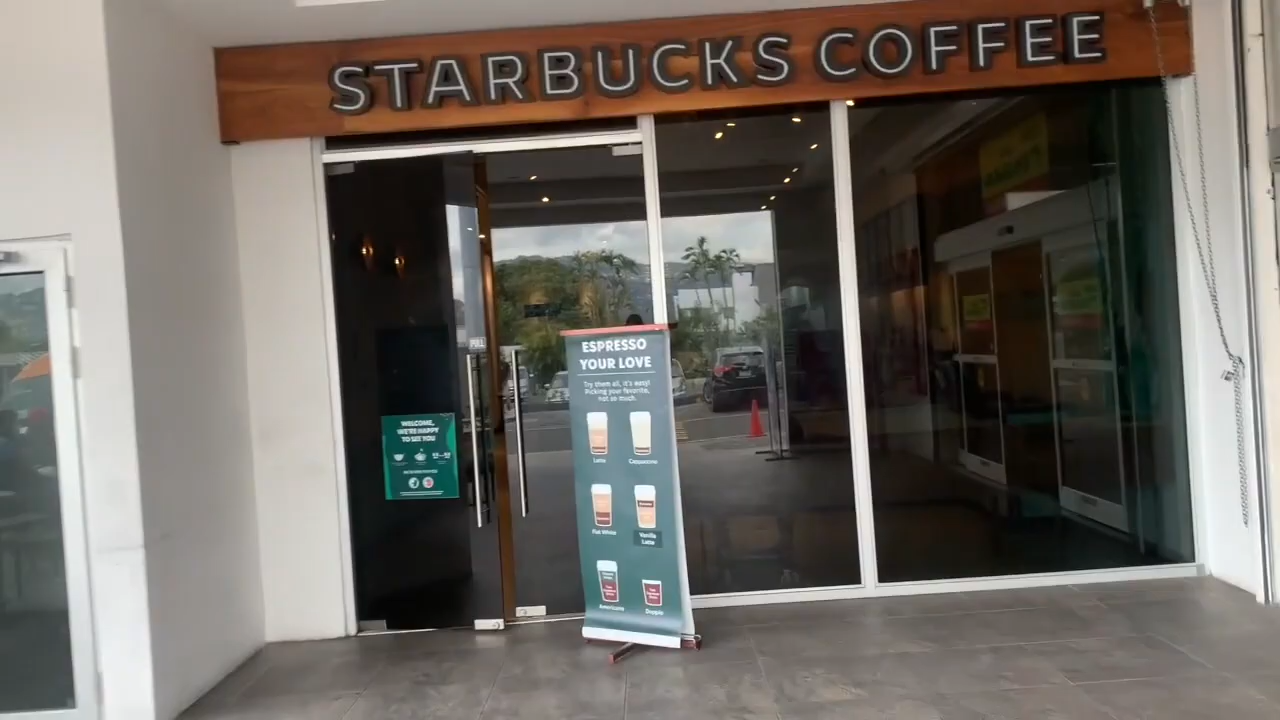 STARBUCKS COFFEE
PULL
WELCOME,
WE'RE HAPPY
TO SEE YOU
ESPRESSO
YOUR LOVE
Try them all, it's easy!
Picking your favorite,
not so much.
Latte
Cappuccino
Flat White
Vanilla
Latte
Americano
Doppio